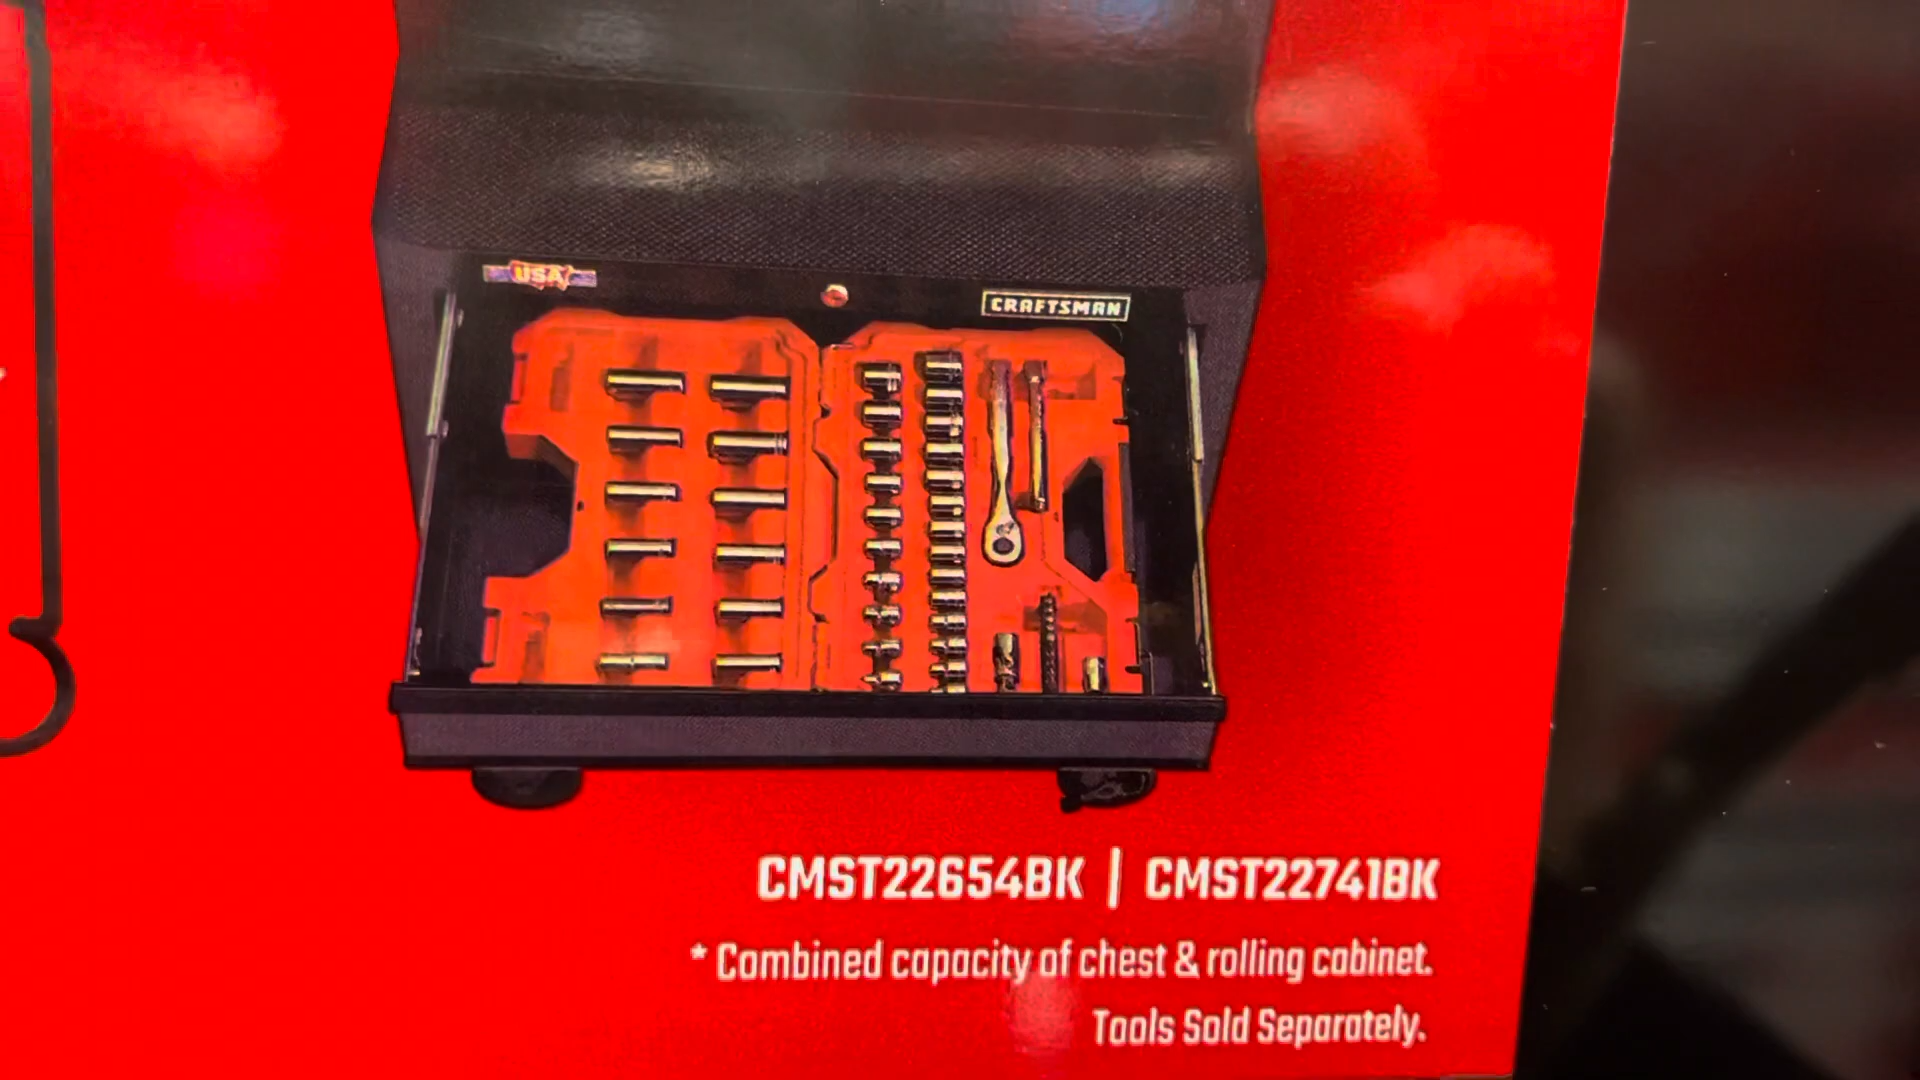 USA
CRAFTSMAN
CMST22654BK | CMST22741BK
* Combined capacity of chest & rolling cabinet.
Tools Sold Separately.